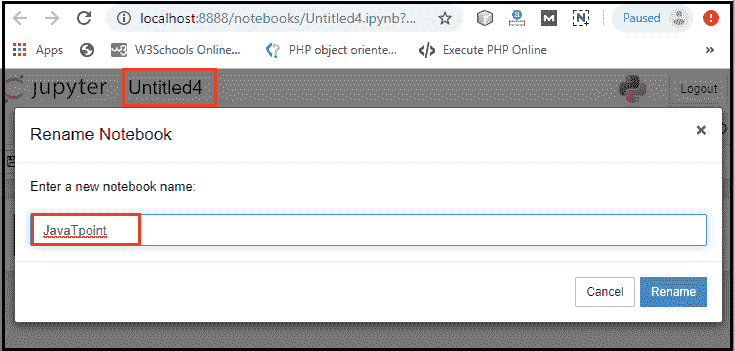 localhost:8888/notebooks/Untitled4.ipynb?...
Paused
Apps
W3Schools Online...
PHP object oriente...
Execute PHP Online
»
jupyter
Untitled4
Logout
Rename Notebook
×
Enter a new notebook name:
JavaTpoint
Cancel
Rename